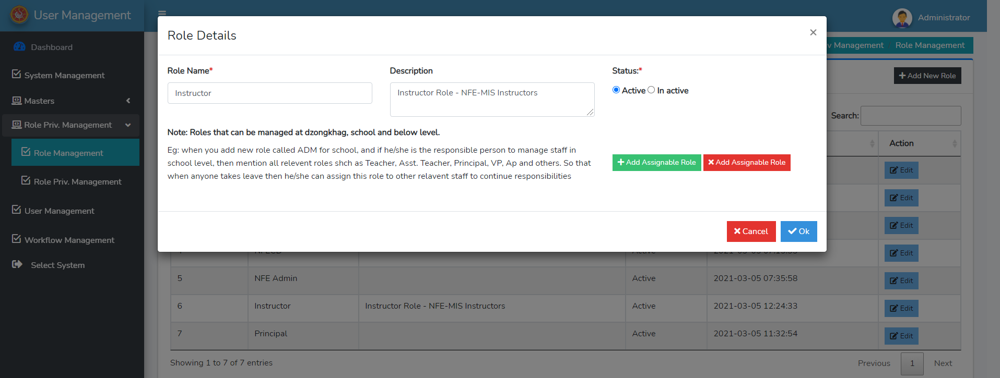 User Management
Administrator
Dashboard
System Management
Masters
Role Priv. Management
Role Management
Role Priv. Management
User Management
Workflow Management
Select System
v Management / Role Management
Add New Role
Search:
Action
Edit
Edit
Edit
Edit
Role Details
×
Role Name*
Description
Status:*
Instructor
Instructor Role - NFE-MIS Instructors
Active In active
Note: Roles that can be managed at dzongkhag, school and below level.
Eg: when you add new role called ADM for school, and if he/she is the responsible person to manage staff in
school level, then mention all relevent roles shch as Teacher, Asst. Teacher, Principal, VP, Ap and others. So that
when anyone takes leave then he/she can assign this role to other relavent staff to continue responsibilities
Add Assignable Role
Add Assignable Role
Cancel
Ok
5 NFE Admin Active 2021-03-05 07:35:58 Edit
6 Instructor Instructor Role - NFE-MIS Instructors Active 2021-03-05 12:24:33 Edit
7 Principal Active 2021-03-05 11:32:54 Edit
Showing 1 to 7 of 7 entries
Previous 1 Next